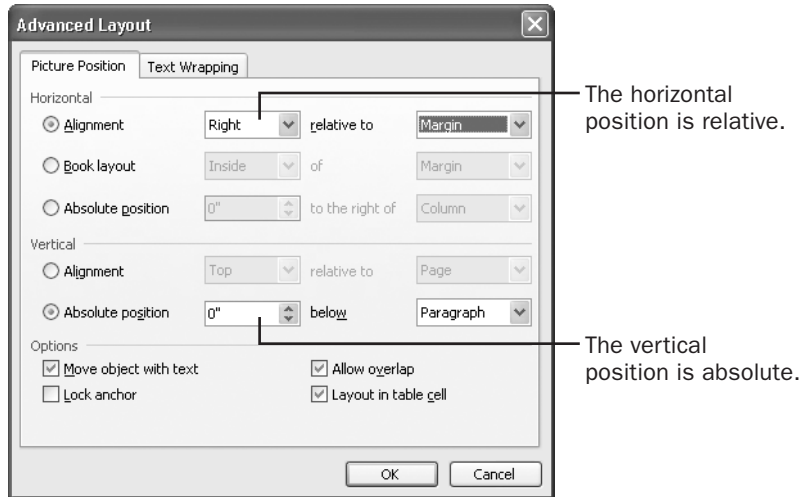 Advanced Layout
Picture Position Text Wrapping
Horizontal
Alignment Right relative to Margin
The horizontal
position is relative.
Book layout Inside of Margin
Absolute position 0" to the right of Column
Vertical
Alignment Top relative to Page
Absolute position 0" below Paragraph
The vertical
position is absolute.
Options
Move object with text Allow overlap
Lock anchor Layout in table cell
OK Cancel